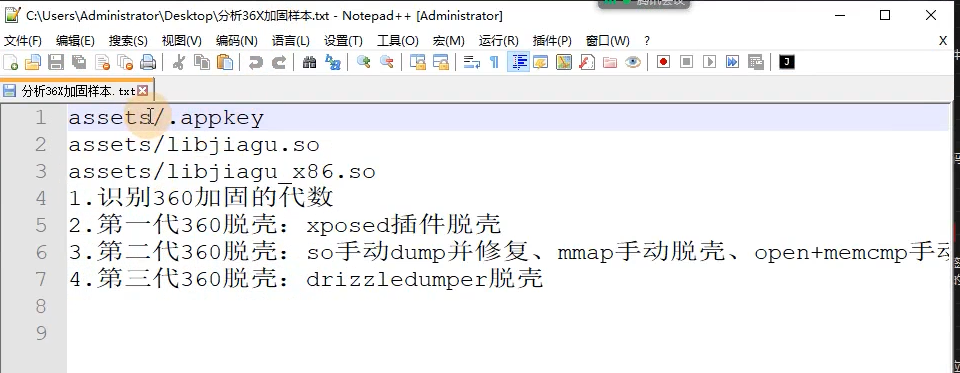 C:\Users\Administrator\Desktop\分析36X加固样本.txt - Notepad++ [Administrator]
文件(F) 编辑(E) 搜索(S) 视图(V) 编码(N) 语言(L) 设置(T) 工具(O) 宏(M) 运行(R) 插件(P) 窗口(W) ? X
分析36X加固样本.txt
1 assets/.appkey
2 assets/libjiagu.so
3 assets/libjiagu_x86.so
4 1.识别360加固的代数
5 2.第一代360脱壳：xposed插件脱壳
6 3.第二代360脱壳：so手动dump并修复、mmap手动脱壳、open+memcmp手
7 4.第三代360脱壳：drizzledumper脱壳
8
9